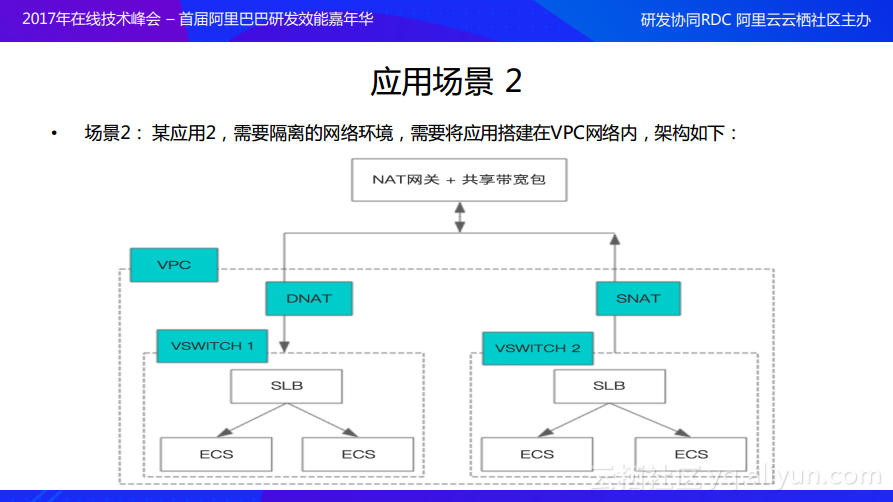 2017年在线技术峰会 – 首届阿里巴巴研发效能嘉年华
研发协同RDC 阿里云云栖社区主办
应用场景 2
• 场景2： 某应用2，需要隔离的网络环境，需要将应用搭建在VPC网络内，架构如下：
NAT网关 + 共享带宽包
VPC
DNAT
SNAT
VSWITCH 1
VSWITCH 2
SLB
SLB
ECS
ECS
ECS
ECS
云栖社区 yq.aliyun.com